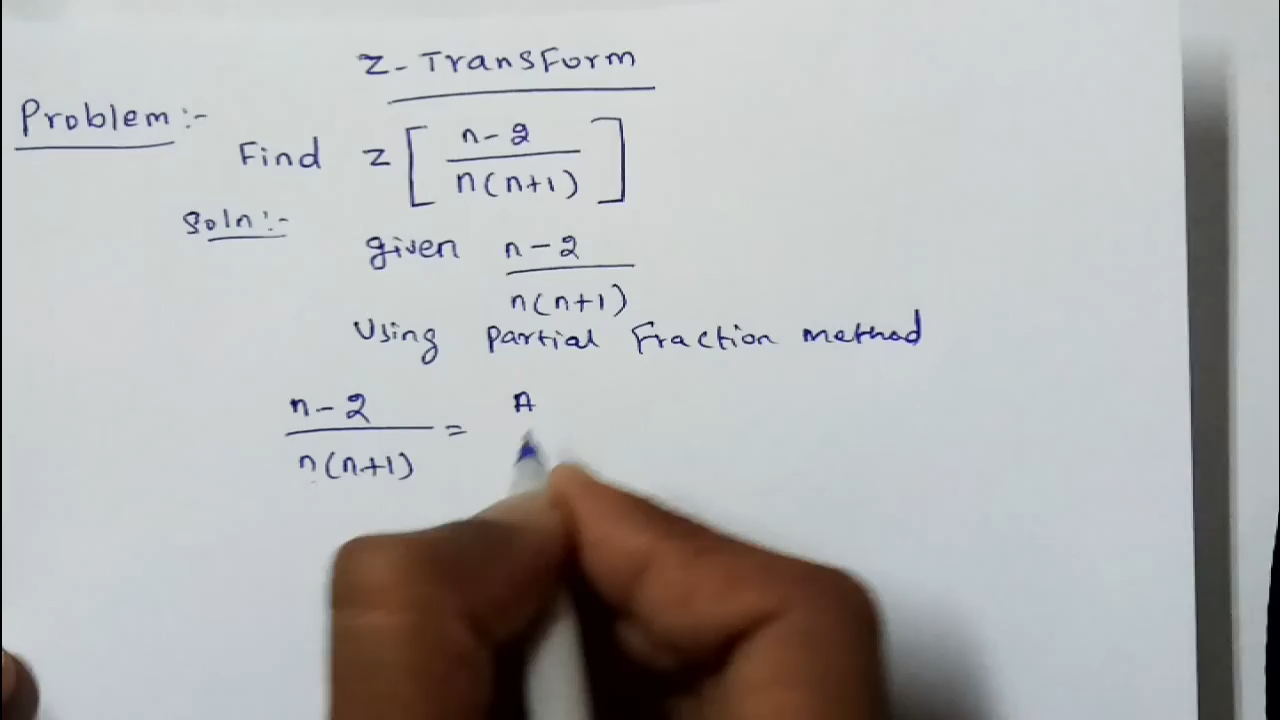 Z-Transform
Problem:-
Find Z[ n-2 / n(n+1) ]
Soln:-
given n-2 / n(n+1)
Using Partial Fraction method
n-2 / n(n+1) = A